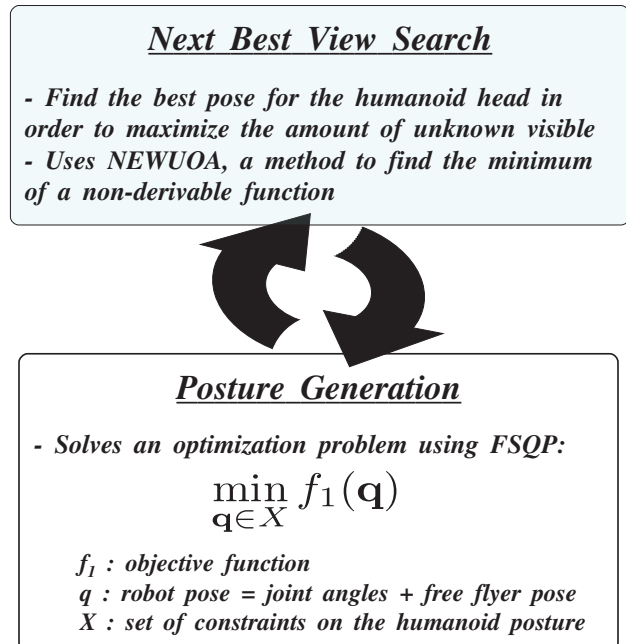 Next Best View Search
- Find the best pose for the humanoid head in
order to maximize the amount of unknown visible
- Uses NEWUOA, a method to find the minimum
of a non-derivable function
Posture Generation
- Solves an optimization problem using FSQP:
min f₁(q)
q∈X
f₁ : objective function
q : robot pose = joint angles + free flyer pose
X : set of constraints on the humanoid posture